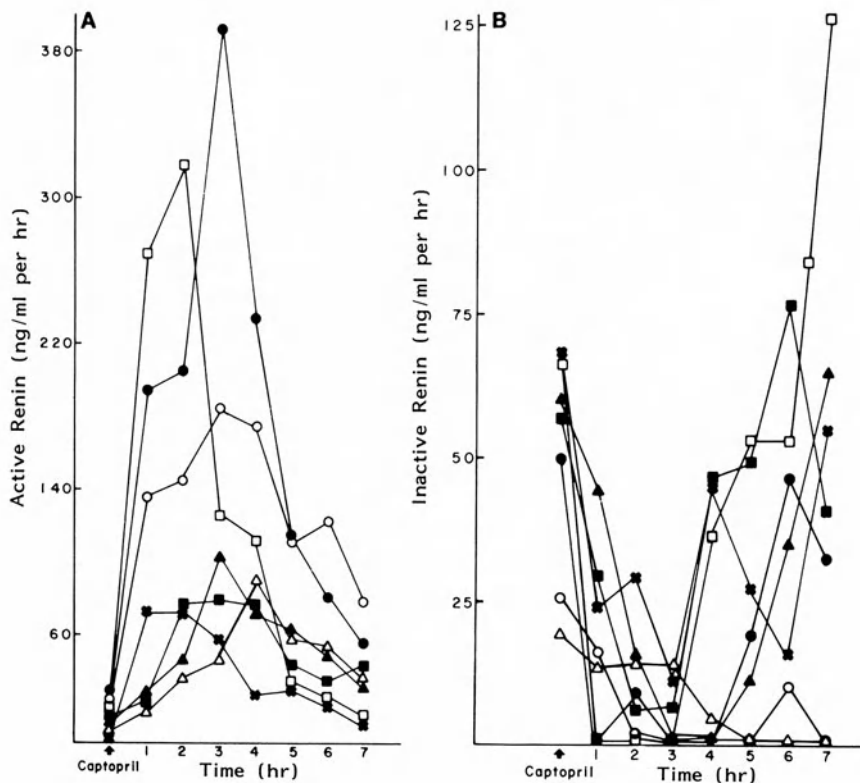 A
Active Renin (ng/ml per hr)
380
300
220
140
60
1 2 3 4 5 6 7
Captopril Time (hr)
B
Inactive Renin (ng/ml per hr)
125
100
75
50
25
1 2 3 4 5 6 7
Captopril Time (hr)